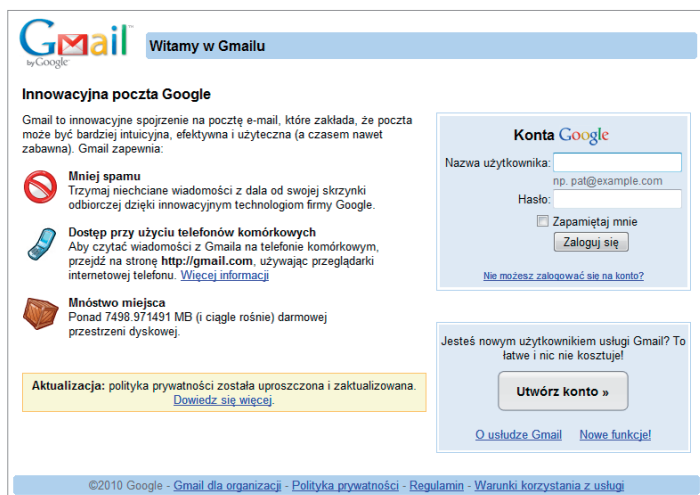 Gmail
by Google
Witamy w Gmailu
Innowacyjna poczta Google
Gmail to innowacyjne spojrzenie na pocztę e-mail, które zakłada, że poczta
może być bardziej intuicyjna, efektywna i użyteczna (a czasem nawet
zabawna). Gmail zapewnia:
Mniej spamu
Trzymaj niechciane wiadomości z dala od swojej skrzynki
odbiorczej dzięki innowacyjnym technologiom firmy Google.
Dostęp przy użyciu telefonów komórkowych
Aby czytać wiadomości z Gmaila na telefonie komórkowym,
przejdź na stronę http://gmail.com, używając przeglądarki
internetowej telefonu. Więcej informacji
Mnóstwo miejsca
Ponad 7498.971491 MB (i ciągle rośnie) darmowej
przestrzeni dyskowej.
Aktualizacja: polityka prywatności została uproszczona i zaktualizowana.
Dowiedz się więcej.
Konta Google
Nazwa użytkownika:
np. pat@example.com
Hasło:
Zapamiętaj mnie
Zaloguj się
Nie możesz zalogować się na konto?
Jesteś nowym użytkownikiem usługi Gmail? To
łatwe i nic nie kosztuje!
Utwórz konto »
O usłudze Gmail Nowe funkcje!
©2010 Google - Gmail dla organizacji - Polityka prywatności - Regulamin - Warunki korzystania z usługi